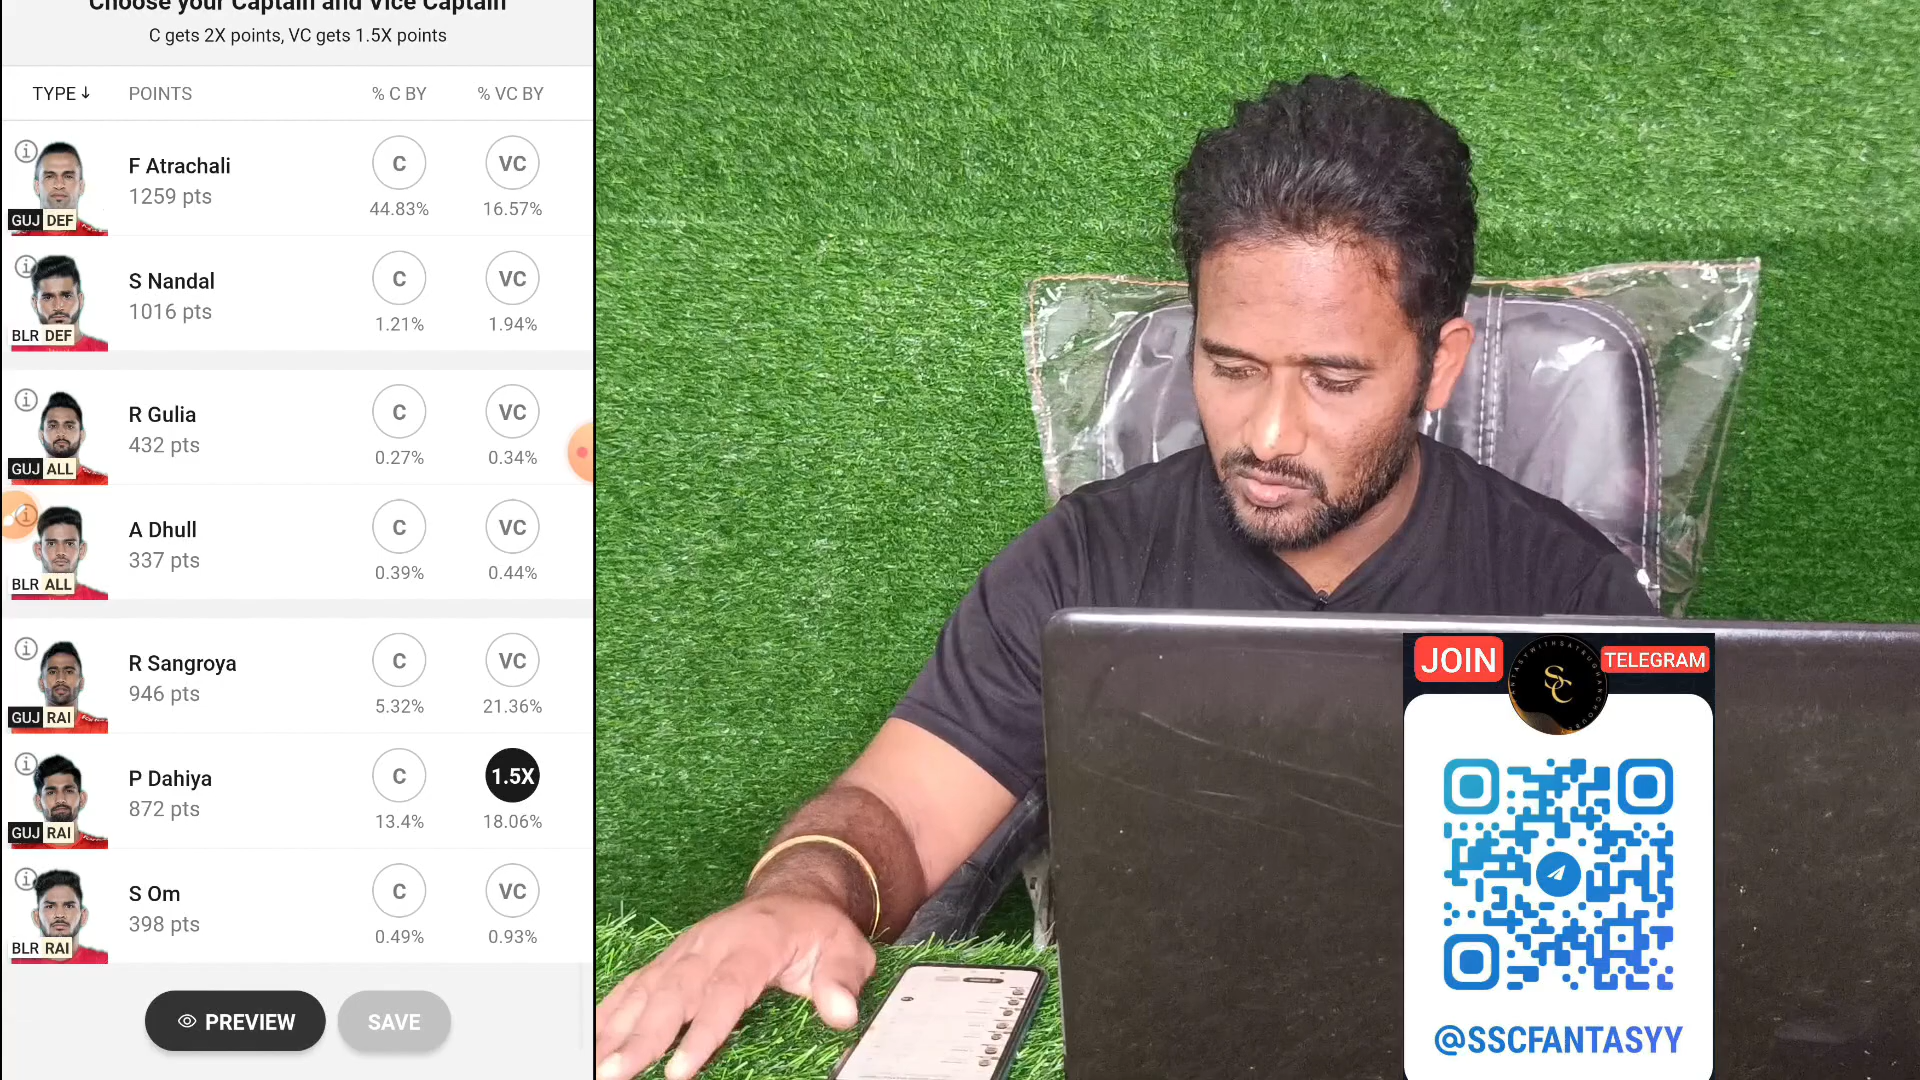 Choose your Captain and Vice Captain
C gets 2X points, VC gets 1.5X points
TYPE↓ POINTS % C BY % VC BY
F Atrachali
1259 pts
GUJ DEF
C VC
44.83% 16.57%
S Nandal
1016 pts
BLR DEF
C VC
1.21% 1.94%
R Gulia
432 pts
GUJ ALL
C VC
0.27% 0.34%
A Dhull
337 pts
BLR ALL
C VC
0.39% 0.44%
R Sangroya
946 pts
GUJ RAI
C VC
5.32% 21.36%
P Dahiya
872 pts
GUJ RAI
C 1.5X
13.4% 18.06%
S Om
398 pts
BLR RAI
C VC
0.49% 0.93%
PREVIEW SAVE
JOIN TELEGRAM
SC
@SSCFANTASYY